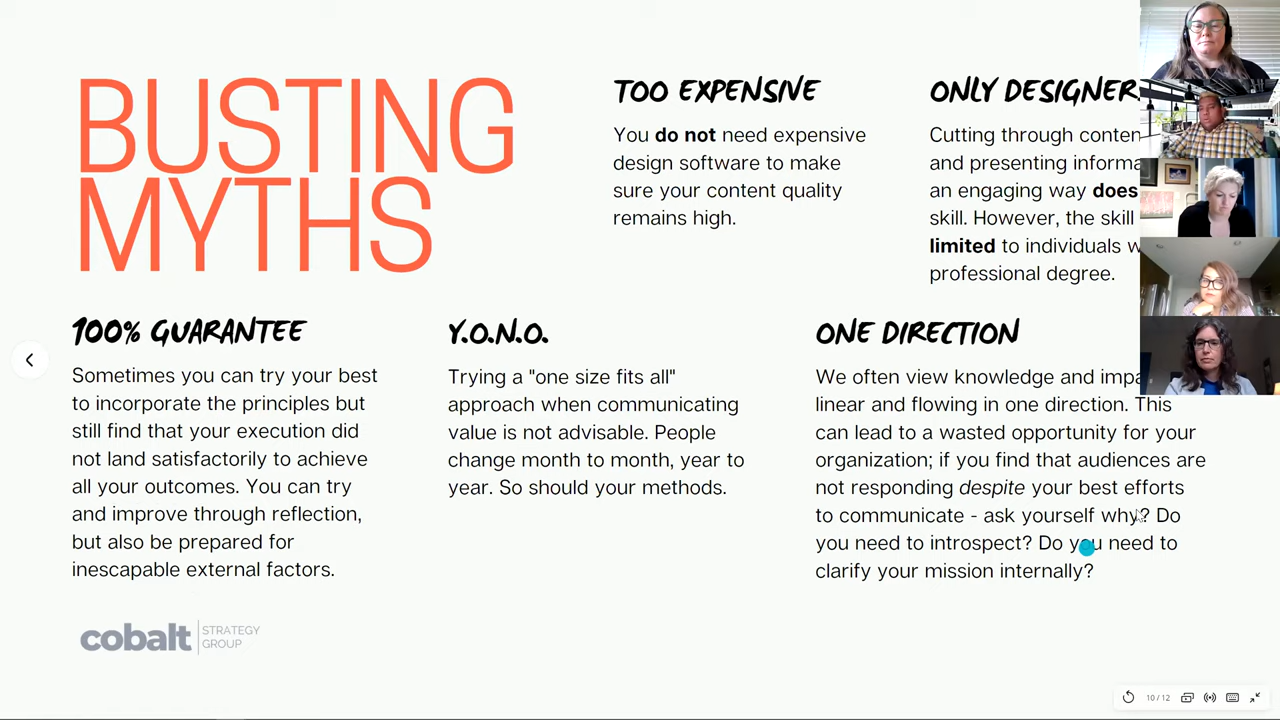 BUSTING
MYTHS
TOO EXPENSIVE
You do not need expensive
design software to make
sure your content quality
remains high.
ONLY DESIGNER
Cutting through conten
and presenting informa
an engaging way does
skill. However, the skill
limited to individuals w
professional degree.
100% GUARANTEE
Sometimes you can try your best
to incorporate the principles but
still find that your execution did
not land satisfactorily to achieve
all your outcomes. You can try
and improve through reflection,
but also be prepared for
inescapable external factors.
Y.O.N.O.
Trying a "one size fits all"
approach when communicating
value is not advisable. People
change month to month, year to
year. So should your methods.
ONE DIRECTION
We often view knowledge and impa
linear and flowing in one direction. This
can lead to a wasted opportunity for your
organization; if you find that audiences are
not responding despite your best efforts
to communicate - ask yourself why? Do
you need to introspect? Do you need to
clarify your mission internally?
cobalt
STRATEGY
GROUP
10/12